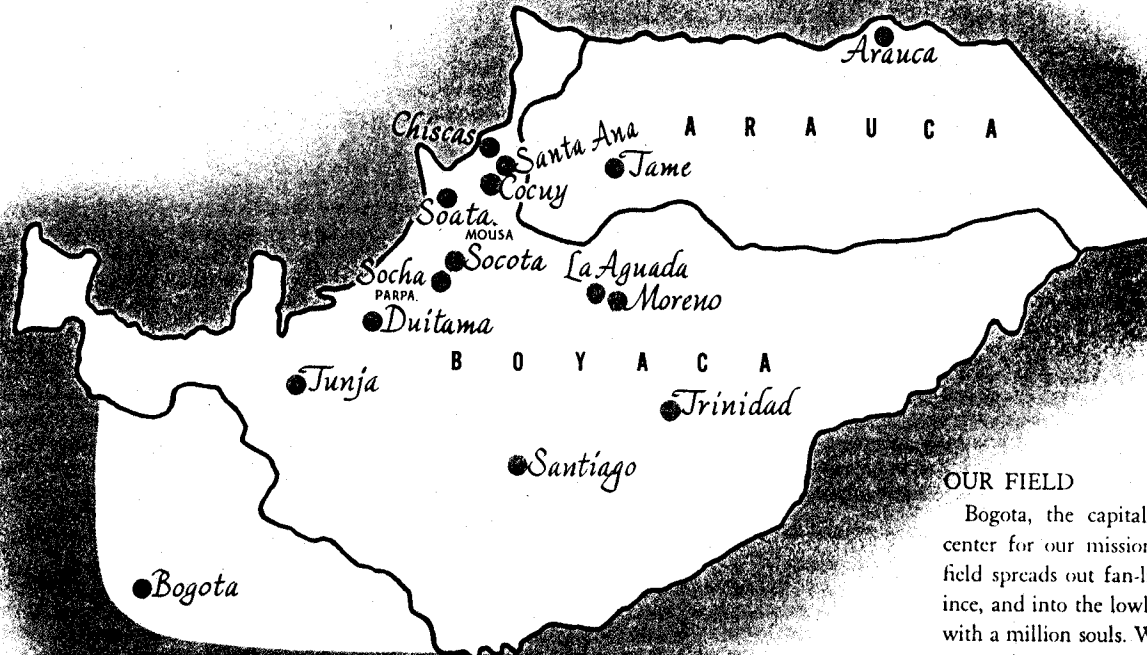 Arauca
A R A U C A
Chiscas
Santa Ana
Tame
Cocuy
Soata.
MOUSA
Socota
La Aguada
Socha
PARPA.
Moreno
Duitama
B O Y A C A
Tunja
Trinidad
Santiago
Bogota
OUR FIELD
Bogota, the capital
center for our mission
field spreads out fan-l
ince, and into the lowl
with a million souls. W